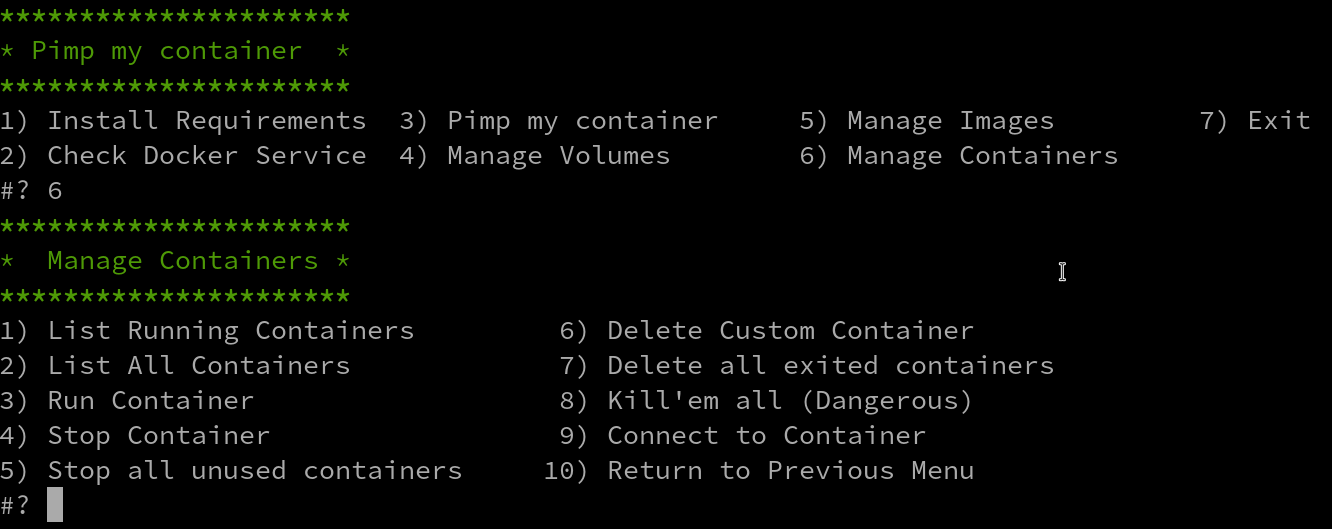 **********************
* Pimp my container  *
**********************
1) Install Requirements  3) Pimp my container     5) Manage Images         7) Exit
2) Check Docker Service  4) Manage Volumes        6) Manage Containers
#? 6
**********************
*  Manage Containers *
**********************
1) List Running Containers         6) Delete Custom Container
2) List All Containers             7) Delete all exited containers
3) Run Container                   8) Kill'em all (Dangerous)
4) Stop Container                  9) Connect to Container
5) Stop all unused containers     10) Return to Previous Menu
#?